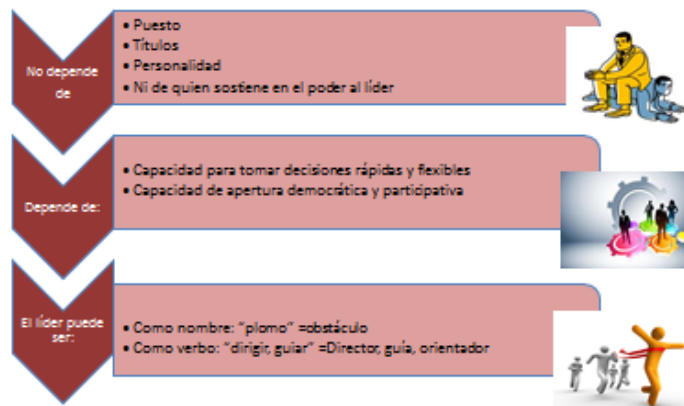 No depende
de
• Puesto
• Títulos
• Personalidad
• Ni de quien sostiene en el poder al líder
Depende de:
• Capacidad para tomar decisiones rápidas y flexibles
• Capacidad de apertura democrática y participativa
El líder puede
ser:
• Como nombre: “plomo” =obstáculo
• Como verbo: “dirigir, guiar” =Director, guía, orientador